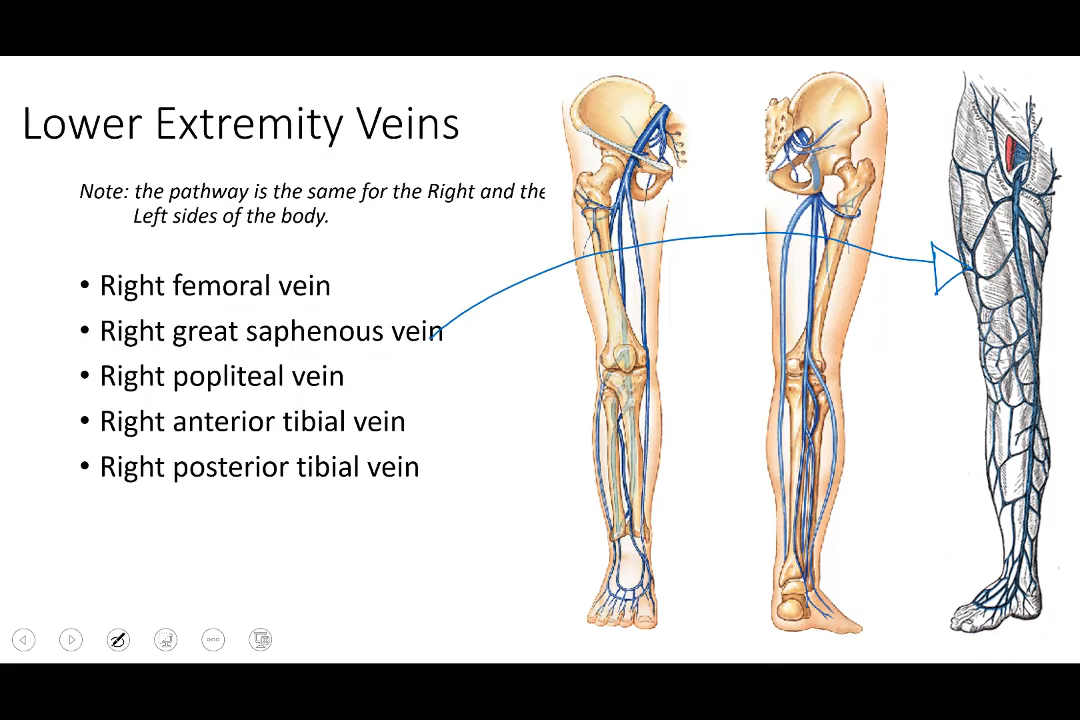 Lower Extremity Veins
Note: the pathway is the same for the Right and the
Left sides of the body.
• Right femoral vein
• Right great saphenous vein
• Right popliteal vein
• Right anterior tibial vein
• Right posterior tibial vein